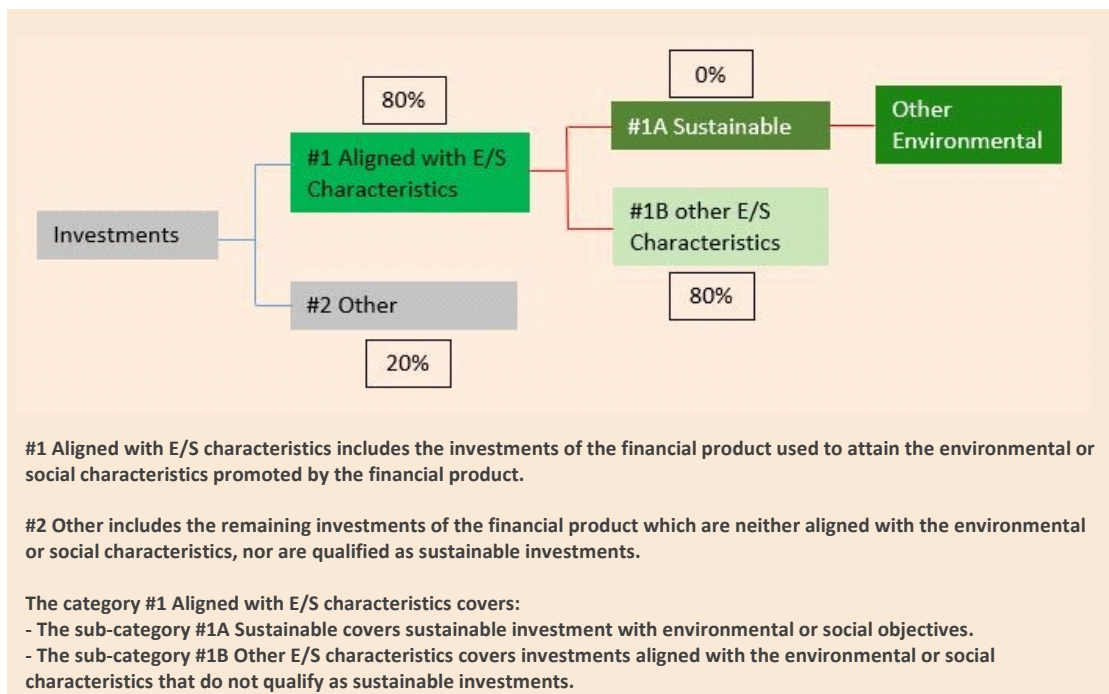 80%
0%
#1 Aligned with E/S
Characteristics
#1A Sustainable
Other
Environmental
Investments
#1B other E/S
Characteristics
80%
#2 Other
20%
#1 Aligned with E/S characteristics includes the investments of the financial product used to attain the environmental or
social characteristics promoted by the financial product.
#2 Other includes the remaining investments of the financial product which are neither aligned with the environmental
or social characteristics, nor are qualified as sustainable investments.
The category #1 Aligned with E/S characteristics covers:
- The sub-category #1A Sustainable covers sustainable investment with environmental or social objectives.
- The sub-category #1B Other E/S characteristics covers investments aligned with the environmental or social
characteristics that do not qualify as sustainable investments.